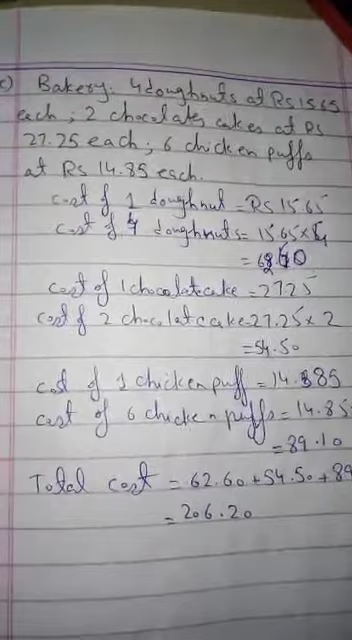 c) Bakery: 4 doughnuts at Rs 15.65
each; 2 chocolates cakes at Rs
27.25 each; 6 chicken puffs
at Rs 14.85 each.
cost of 1 doughnut = Rs 15.65
cost of 4 doughnuts = 15.65 x 4
=
cost of 1 chocolate cake = 27.25
cost of 2 chocolate cake = 27.25 x 2
= 54.50
cost of 1 chicken puff = 14.85
cost of 6 chicken puffs = 14.85
= 89.10
Total cost = 62.60 + 54.50 + 89
= 206.20